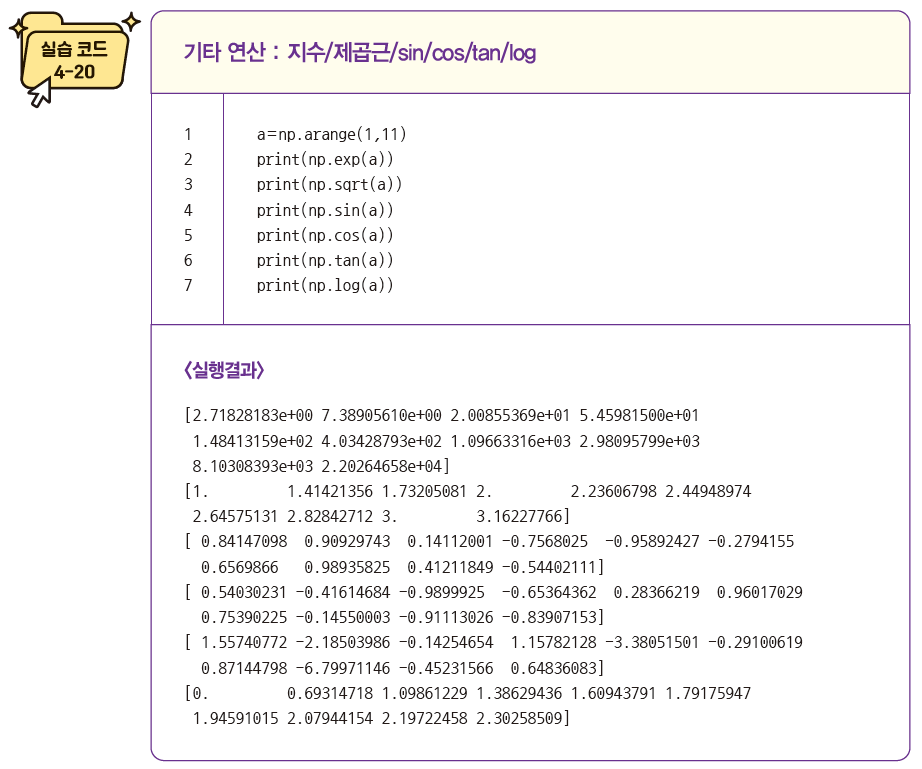 실습 코드
4-20
기타 연산 : 지수/제곱근/sin/cos/tan/log
1 a=np.arange(1,11)
2 print(np.exp(a))
3 print(np.sqrt(a))
4 print(np.sin(a))
5 print(np.cos(a))
6 print(np.tan(a))
7 print(np.log(a))
〈실행결과〉
[2.71828183e+00 7.38905610e+00 2.00855369e+01 5.45981500e+01
1.48413159e+02 4.03428793e+02 1.09663316e+03 2.98095799e+03
8.10308393e+03 2.20264658e+04]
[1.         1.41421356 1.73205081 2.         2.23606798 2.44948974
2.64575131 2.82842712 3.         3.16227766]
[ 0.84147098  0.90929743  0.14112001 -0.7568025  -0.95892427 -0.2794155
0.6569866   0.98935825  0.41211849 -0.54402111]
[ 0.54030231 -0.41614684 -0.9899925  -0.65364362  0.28366219  0.96017029
0.75390225 -0.14550003 -0.91113026 -0.83907153]
[ 1.55740772 -2.18503986 -0.14254654  1.15782128 -3.38051501 -0.29100619
0.87144798 -6.79971146 -0.45231566  0.64836083]
[0.         0.69314718 1.09861229 1.38629436 1.60943791 1.79175947
1.94591015 2.07944154 2.19722458 2.30258509]